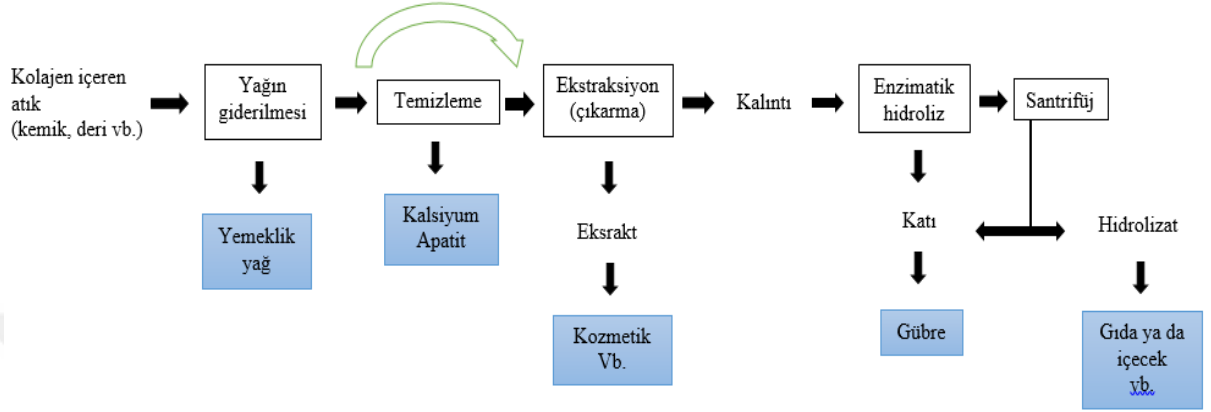 Kolajen içeren
atık
(kemik, deri vb.)
Yağın
giderilmesi
Temizleme
Ekstraksiyon
(çıkarma)
Kalıntı
Enzimatik
hidroliz
Santrifüj
Yemeklik
yağ
Kalsiyum
Apatit
Eksrakt
Kozmetik
Vb.
Katı
Gübre
Hidrolizat
Gıda ya da
içecek
vb.